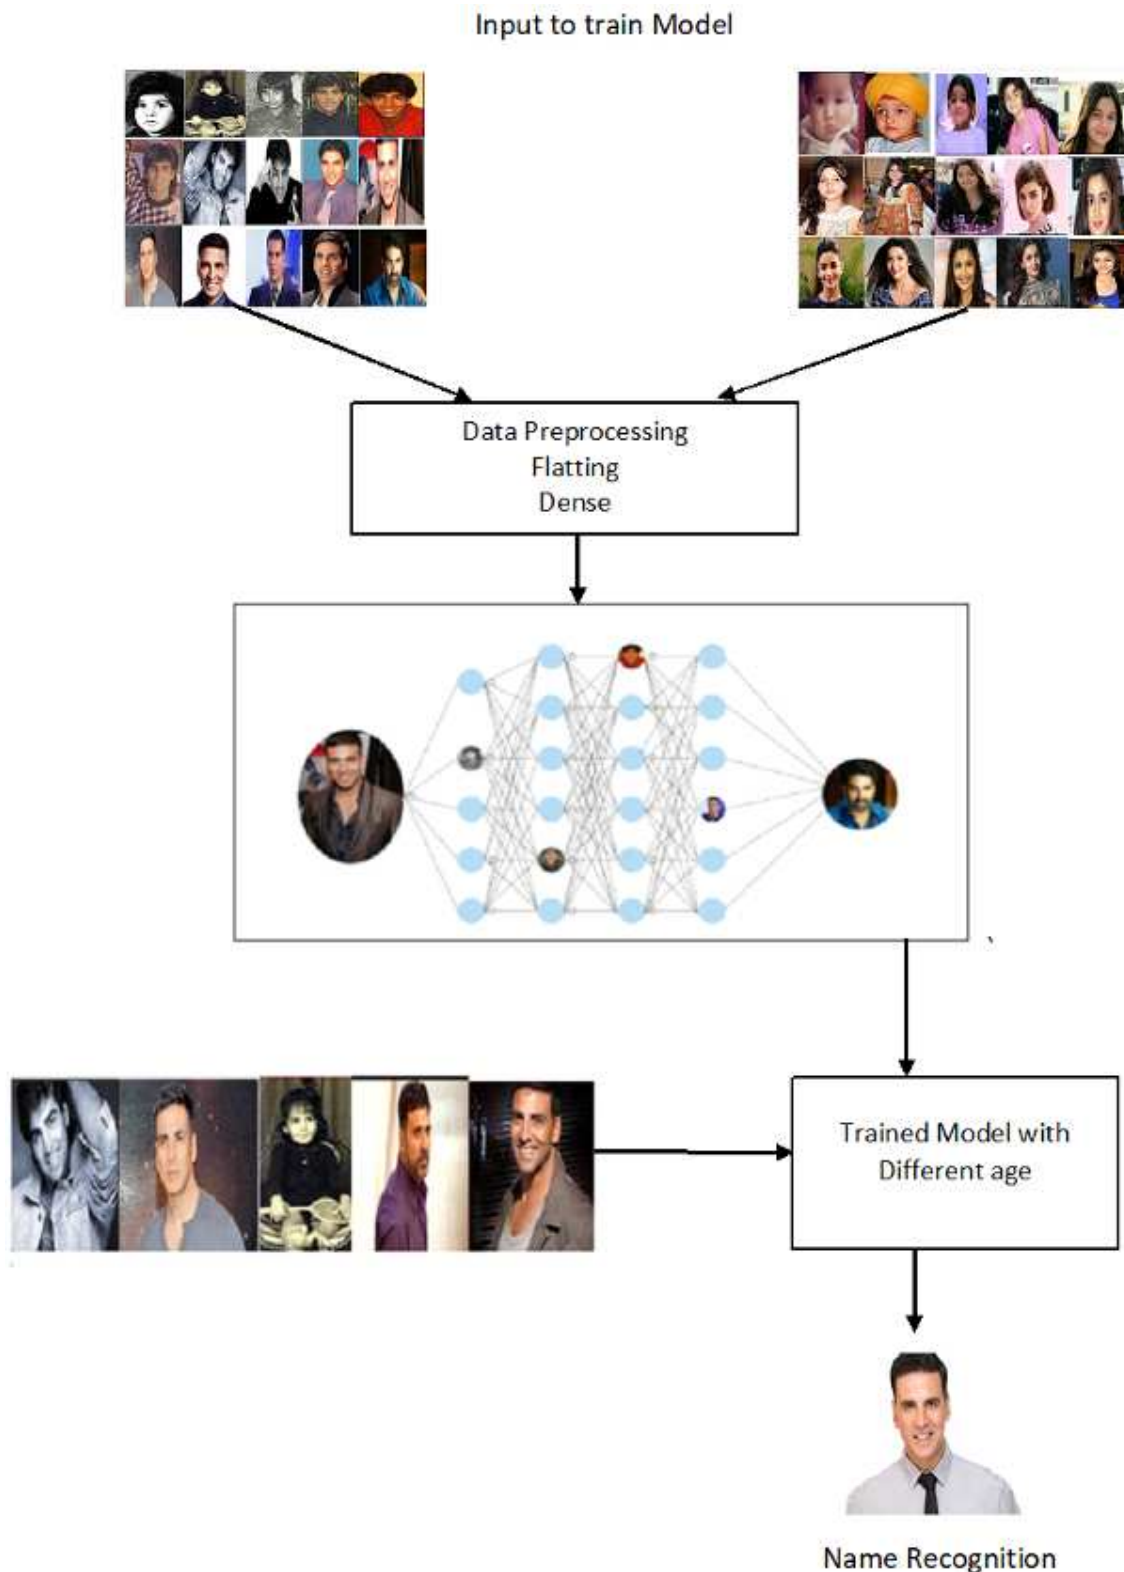 Input to train Model
Data Preprocessing
Flatting
Dense
Trained Model with
Different age
Name Recognition